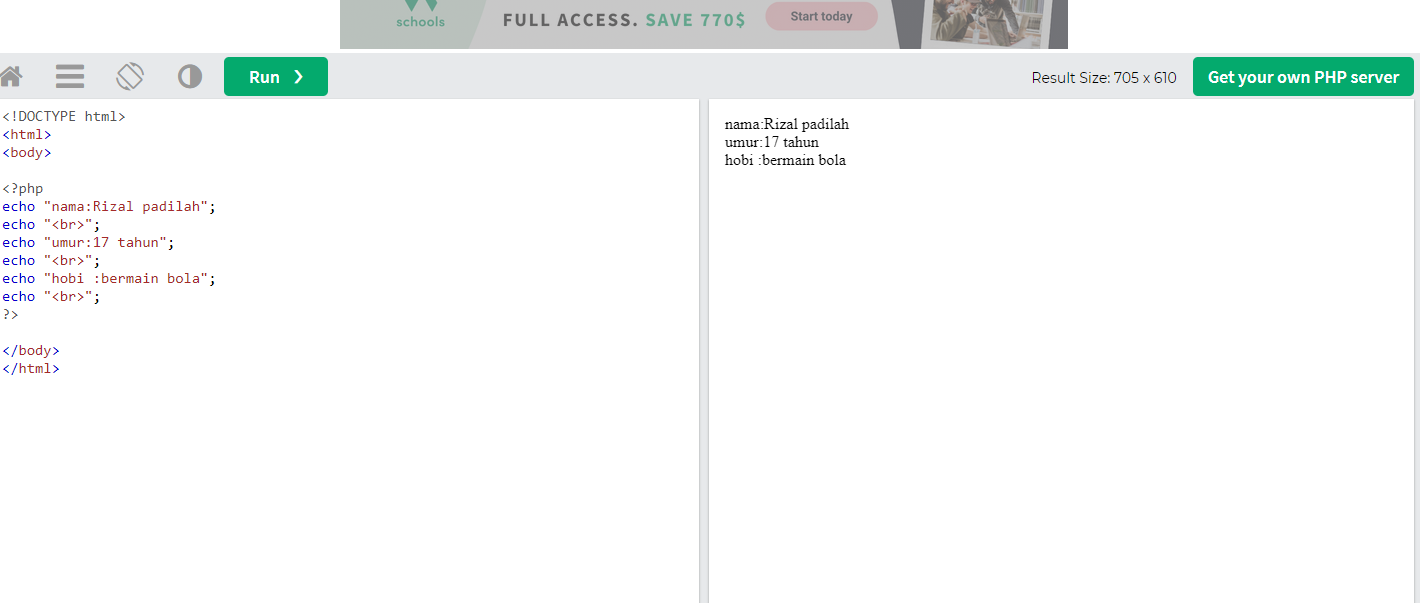 schools
FULL ACCESS. SAVE 770$
Start today
Run ❯
Result Size: 705 x 610
Get your own PHP server
<!DOCTYPE html>
<html>
<body>
<?php
echo "nama:Rizal padilah";
echo "<br>";
echo "umur:17 tahun";
echo "<br>";
echo "hobi :bermain bola";
echo "<br>";
?>
</body>
</html>
nama:Rizal padilah
umur:17 tahun
hobi :bermain bola